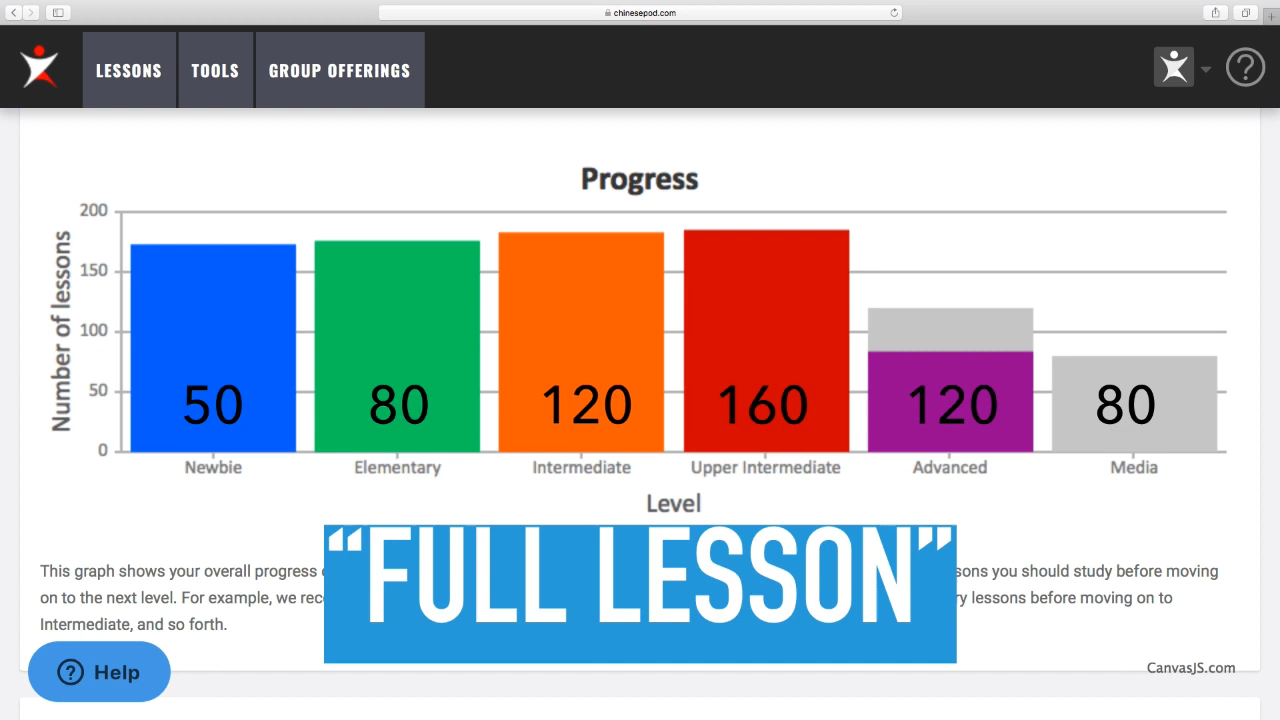 chinesepod.com
LESSONS TOOLS GROUP OFFERINGS
Progress
Number of lessons
200
150
100
50
0
50 80 120 160 120 80
Newbie Elementary Intermediate Upper Intermediate Advanced Media
Level
“FULL LESSON”
This graph shows your overall progress
sons you should study before moving
on to the next level. For example, we
lessons before moving on to
Intermediate, and so forth.
Help
CanvasJS.com